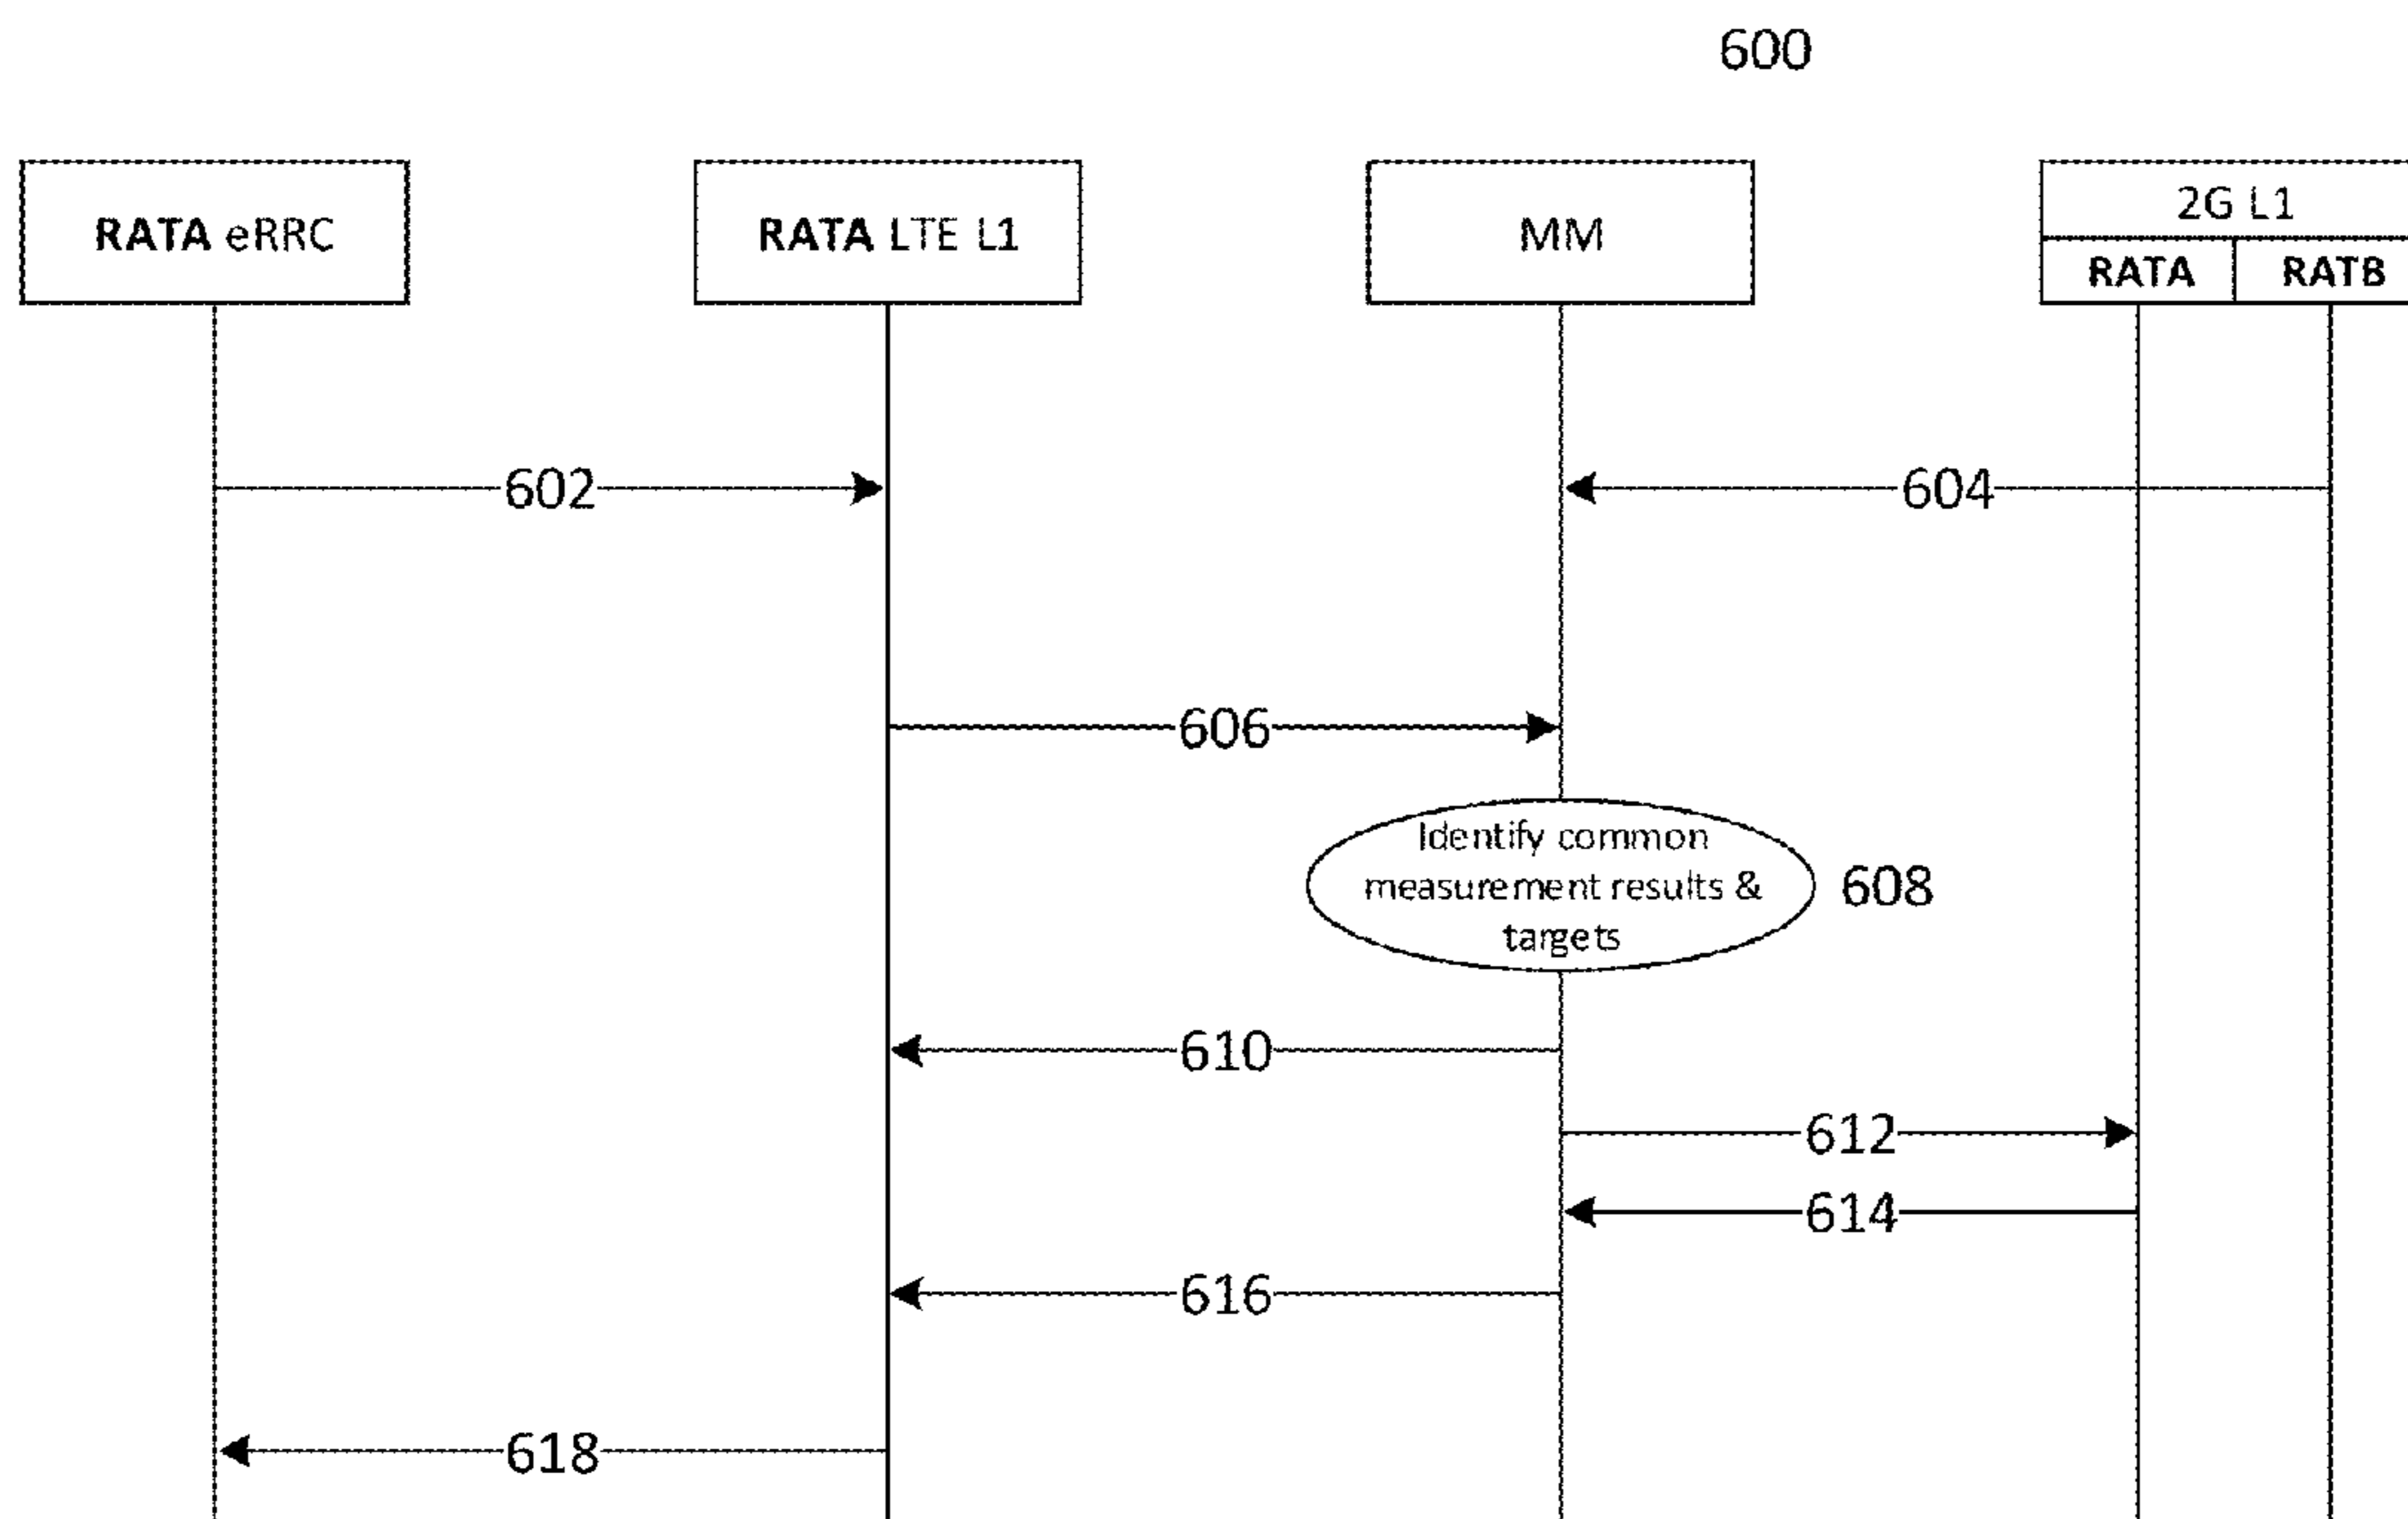 600
RATA eRRC
RATA LTE L1
MM
2G L1
RATA
RATB
602
604
606
Identify common
measurement results &
targets
608
610
612
614
616
618